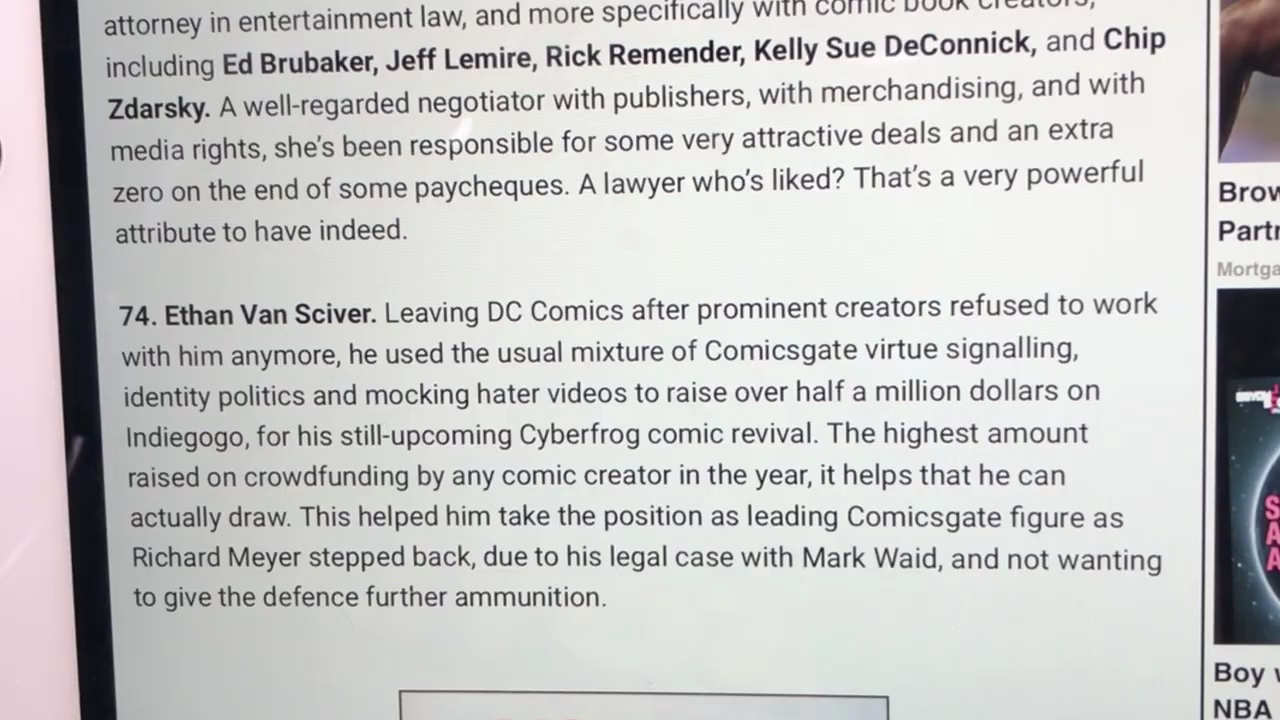 attorney in entertainment law, and more specifically with comic book creators,
including Ed Brubaker, Jeff Lemire, Rick Remender, Kelly Sue DeConnick, and Chip
Zdarsky. A well-regarded negotiator with publishers, with merchandising, and with
media rights, she's been responsible for some very attractive deals and an extra
zero on the end of some paycheques. A lawyer who's liked? That's a very powerful
attribute to have indeed.
74. Ethan Van Sciver. Leaving DC Comics after prominent creators refused to work
with him anymore, he used the usual mixture of Comicsgate virtue signalling,
identity politics and mocking hater videos to raise over half a million dollars on
Indiegogo, for his still-upcoming Cyberfrog comic revival. The highest amount
raised on crowdfunding by any comic creator in the year, it helps that he can
actually draw. This helped him take the position as leading Comicsgate figure as
Richard Meyer stepped back, due to his legal case with Mark Waid, and not wanting
to give the defence further ammunition.
Brow
Partr
Mortga
Boy
NBA